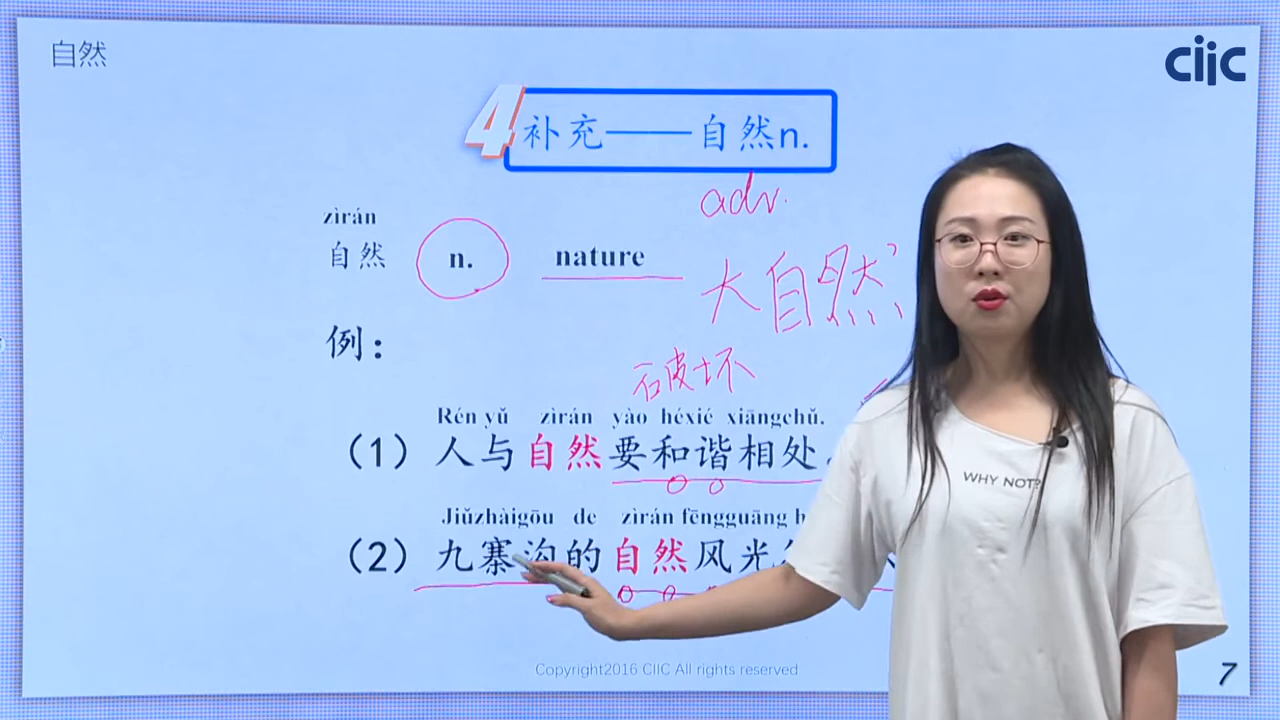 自然
ciic
4 补充——自然n.
adv.
zìrán
自然 n. nature
大自然
例：
破坏
Rén yǔ zìrán yào héxié xiāngchǔ.
（1）人与自然要和谐相处。
Jiǔzhàigōu de zìrán fēngguāng h
（2）九寨沟的自然风光
WHY NOT?
Copyright2016 CIIC All rights reserved
7